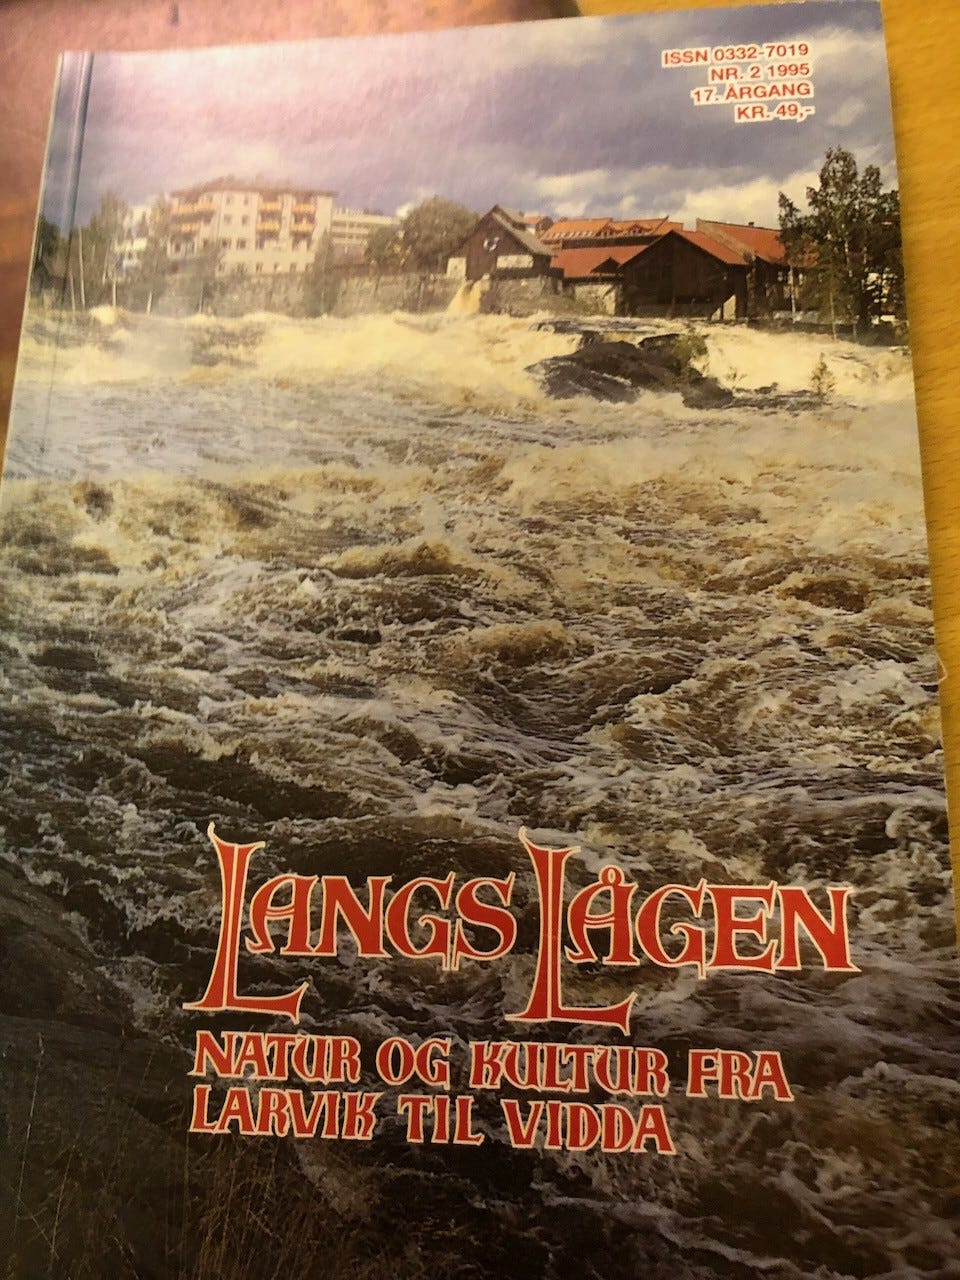 ISSN 0332-7019
NR. 2 1995
17. ÅRGANG
KR. 49,-
LANGS LÅGEN
NATUR OG KULTUR FRA
LARVIK TIL VIDDA